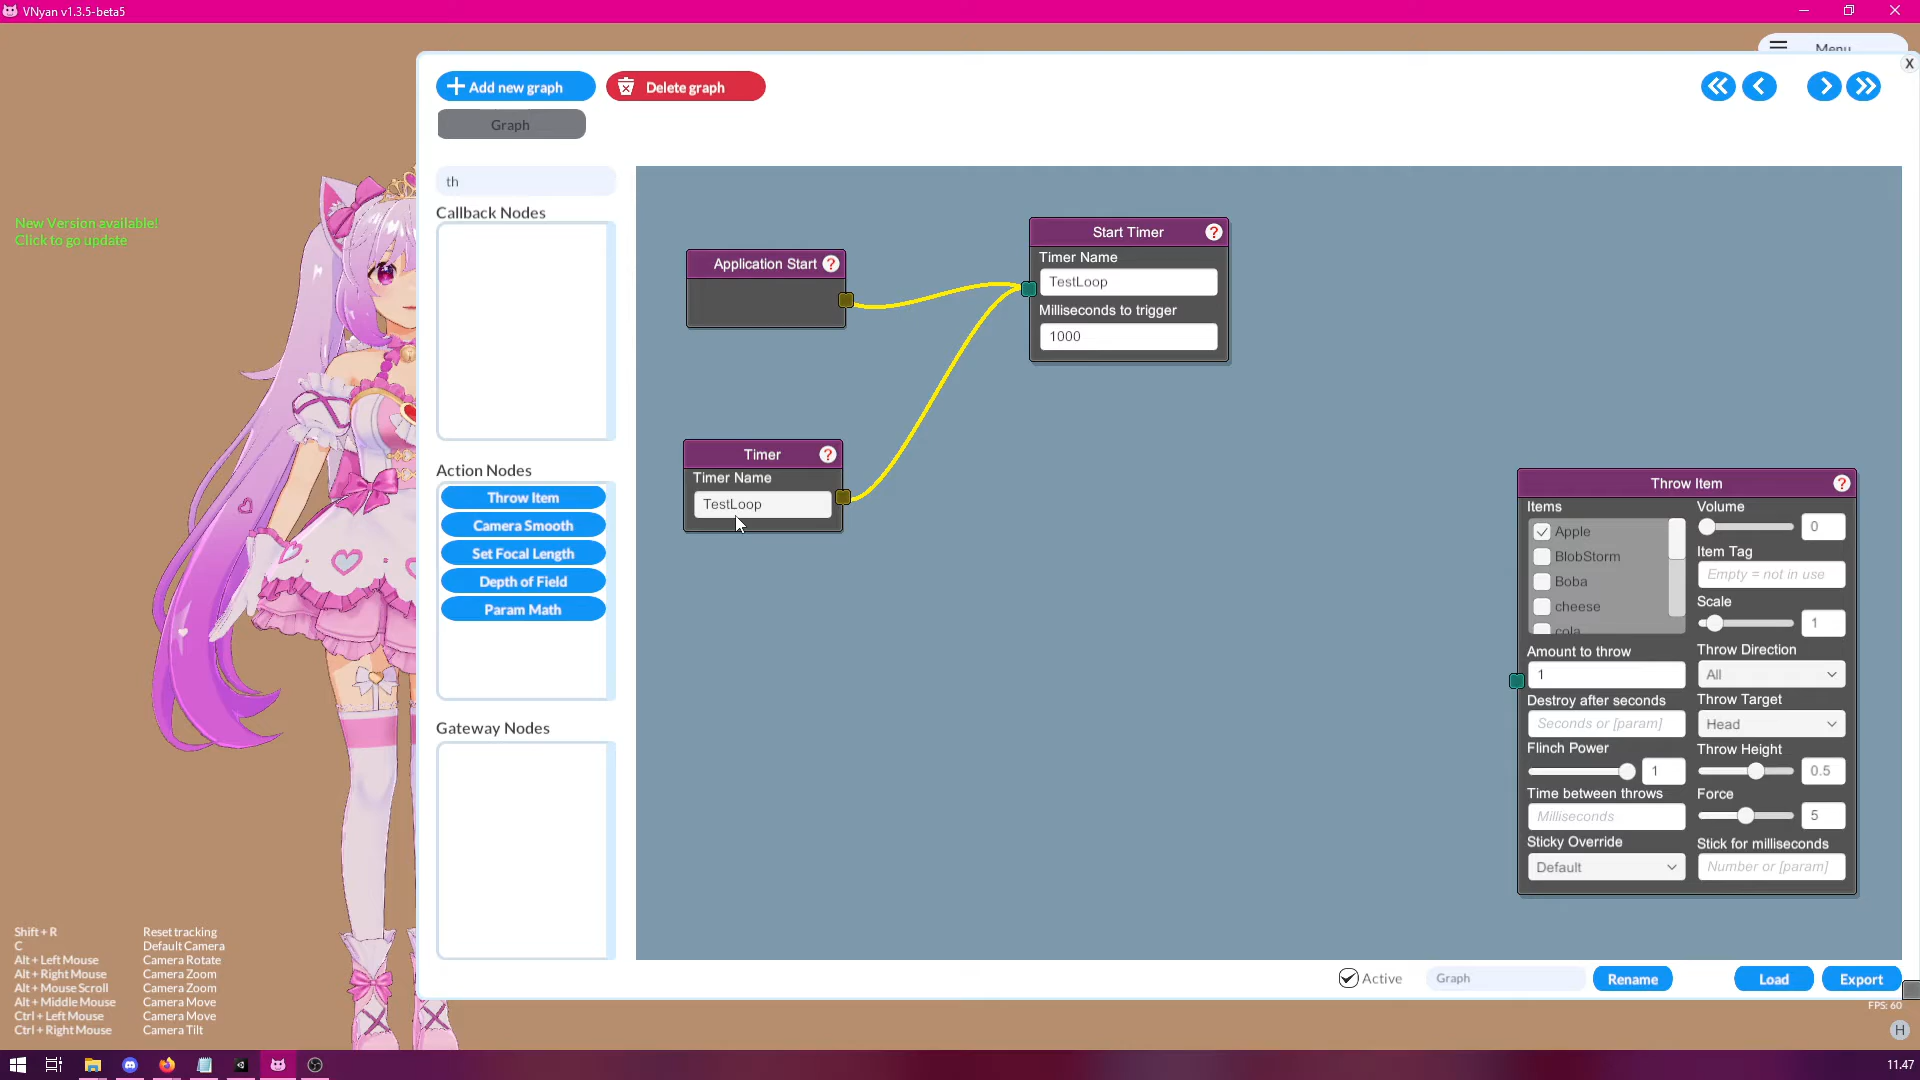 VNyan v1.3.5-beta5
Menu
X
Add new graph
Delete graph
Graph
th
New Version available!
Click to go update
Callback Nodes
Action Nodes
Throw Item
Camera Smooth
Set Focal Length
Depth of Field
Param Math
Gateway Nodes
Application Start ?
Start Timer ?
Timer Name
TestLoop
Milliseconds to trigger
1000
Timer ?
Timer Name
TestLoop
Throw Item ?
Items
Apple
BlobStorm
Boba
cheese
cola
Amount to throw
1
Destroy after seconds
Seconds or [param]
Flinch Power
1
Time between throws
Milliseconds
Sticky Override
Default
Volume
0
Item Tag
Empty = not in use
Scale
1
Throw Direction
All
Throw Target
Head
Throw Height
0.5
Force
5
Stick for milliseconds
Number or [param]
Shift + R Reset tracking
C Default Camera
Alt + Left Mouse Camera Rotate
Alt + Right Mouse Camera Zoom
Alt + Mouse Scroll Camera Zoom
Alt + Middle Mouse Camera Move
Ctrl + Left Mouse Camera Move
Ctrl + Right Mouse Camera Tilt
Active
Graph
Rename
Load
Export
FPS: 60
H
11.47